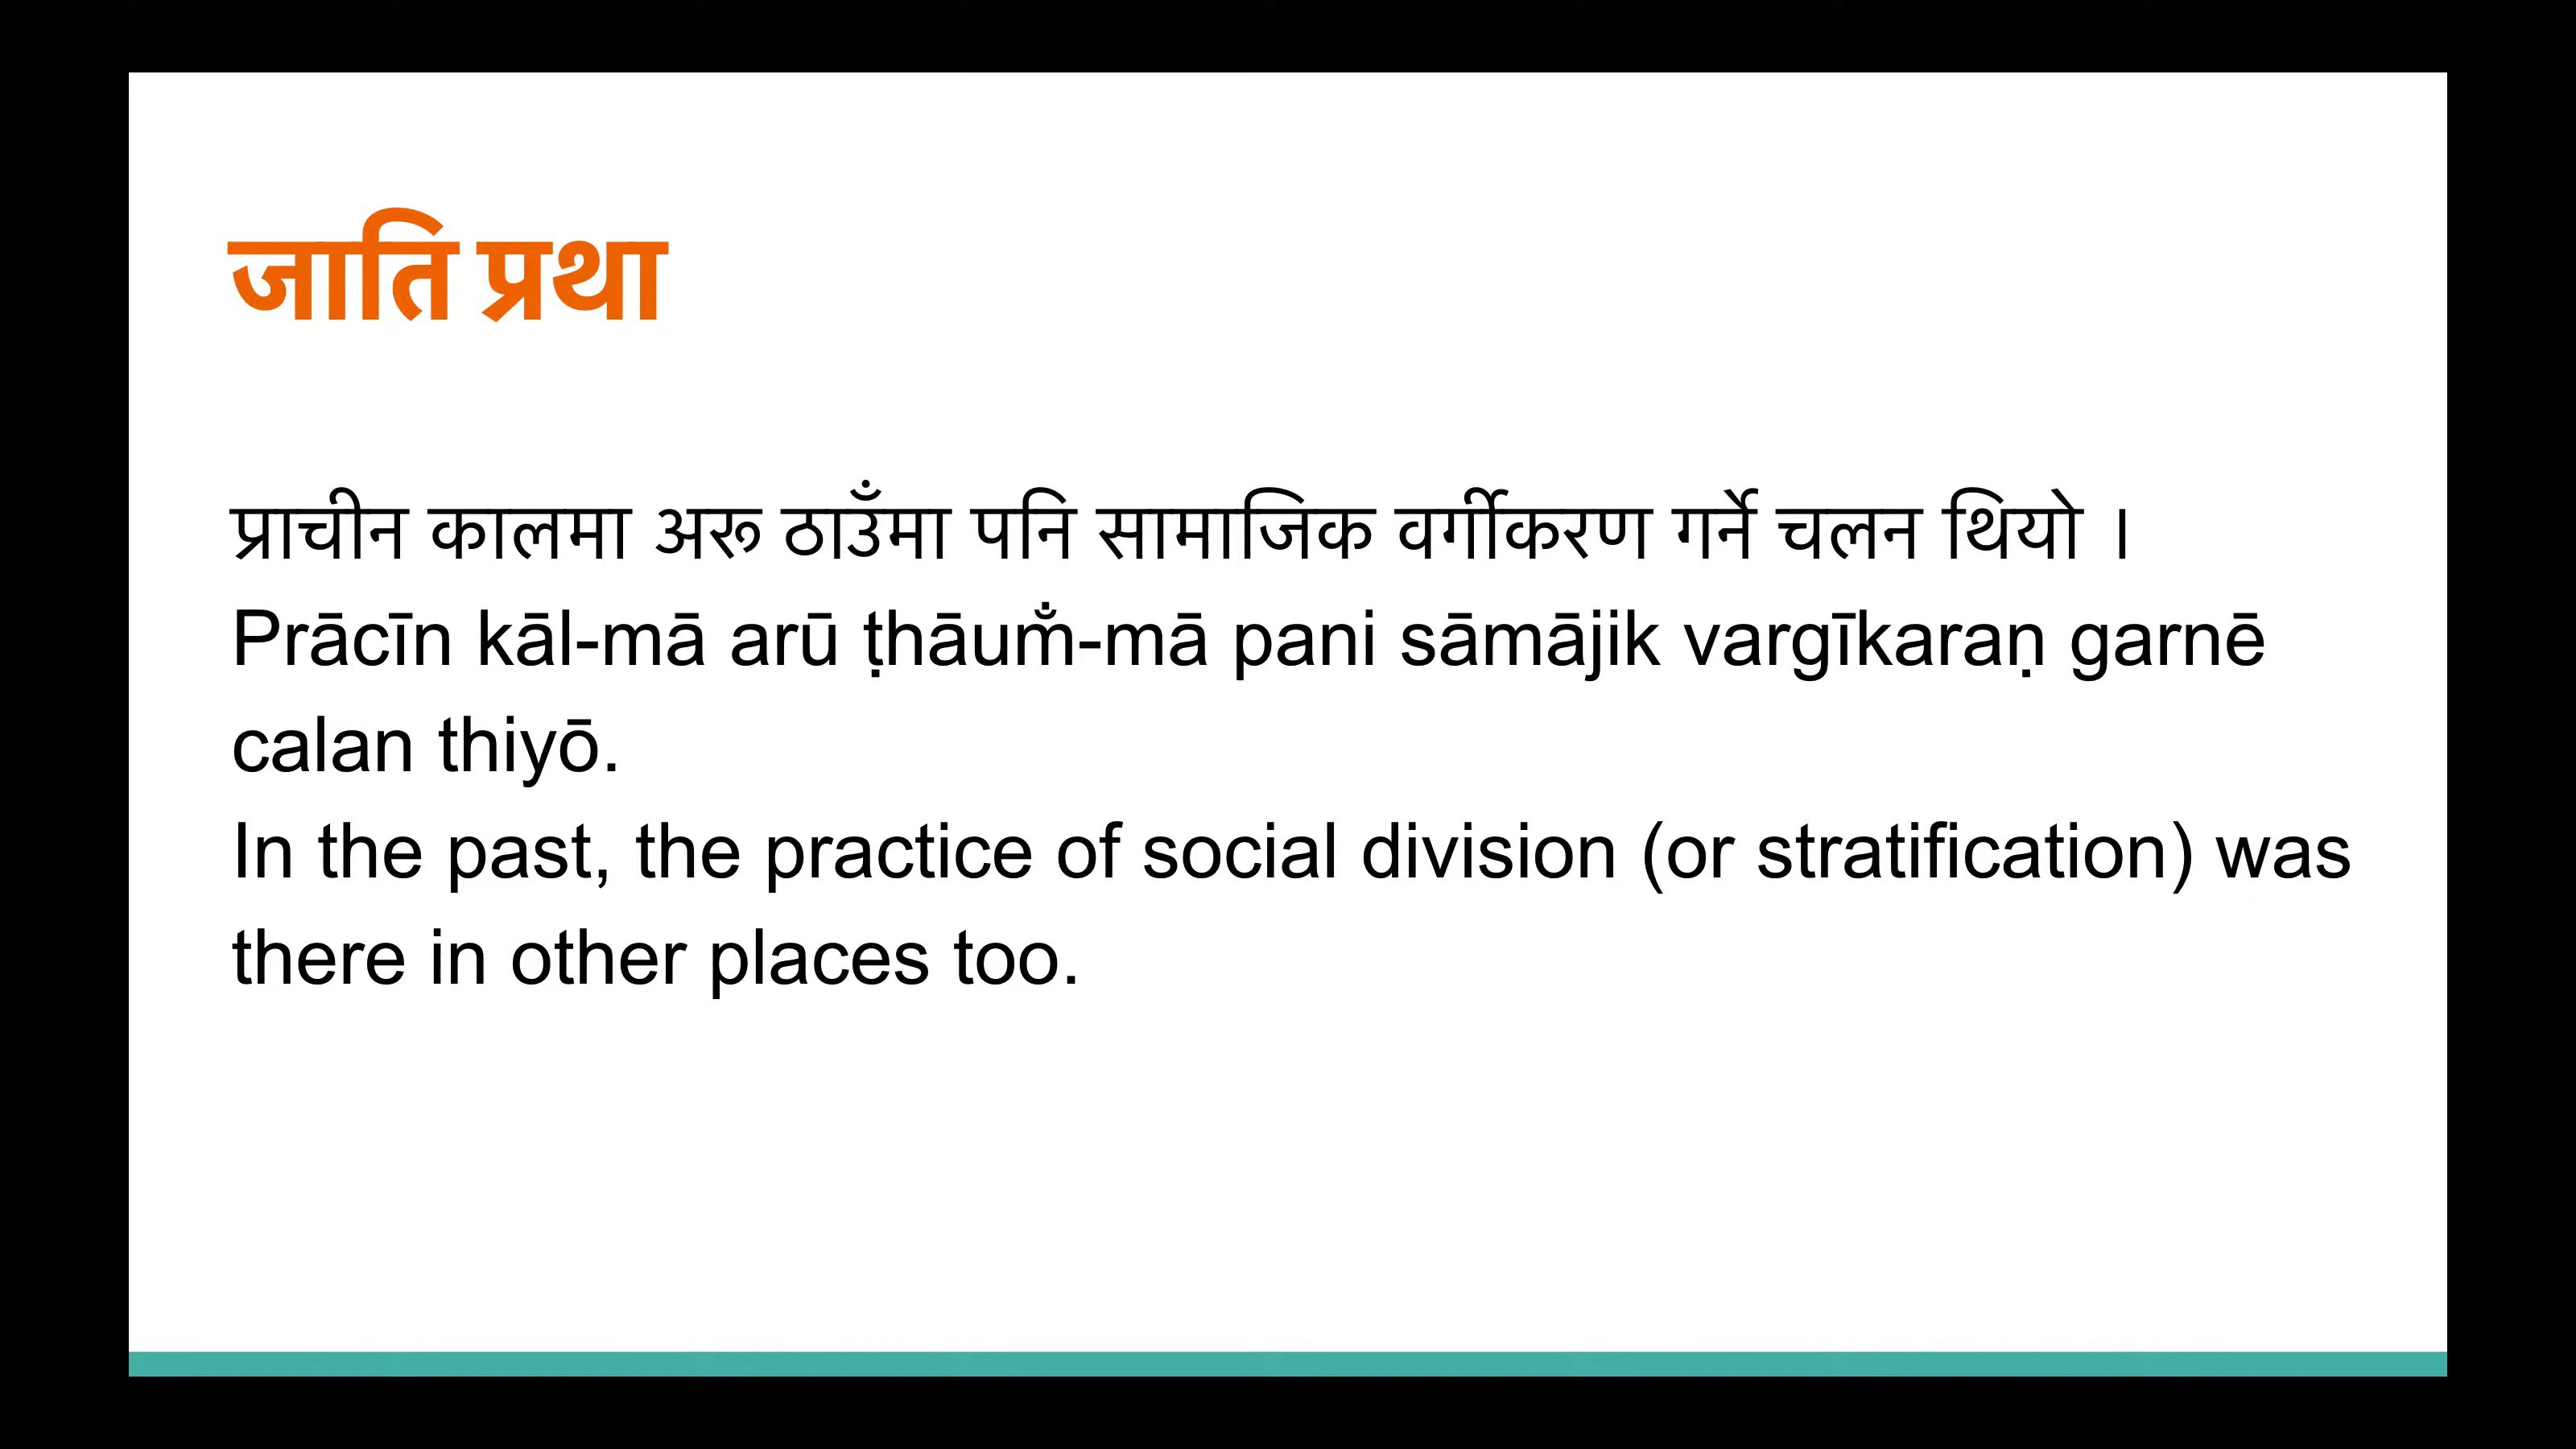 जाति प्रथा
प्राचीन कालमा अरू ठाउँमा पनि सामाजिक वर्गीकरण गर्ने चलन थियो ।
Prācīn kāl-mā arū ṭhāum̐-mā pani sāmājik vargīkaraṇ garnē
calan thiyō.
In the past, the practice of social division (or stratification) was
there in other places too.